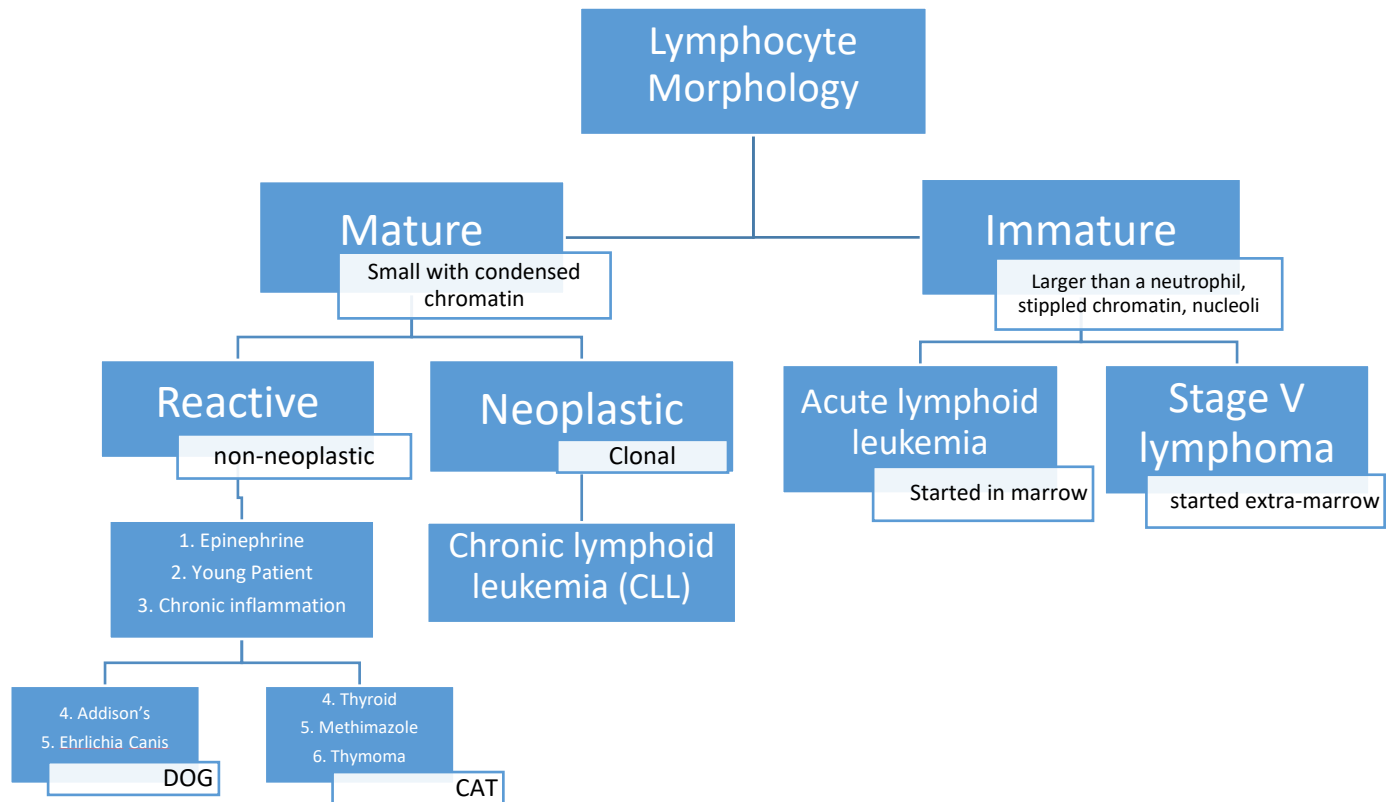 Lymphocyte
Morphology
Mature
Small with condensed
chromatin
Immature
Larger than a neutrophil,
stippled chromatin, nucleoli
Reactive
non-neoplastic
Neoplastic
Clonal
Acute lymphoid
leukemia
Started in marrow
Stage V
lymphoma
started extra-marrow
1. Epinephrine
2. Young Patient
3. Chronic inflammation
Chronic lymphoid
leukemia (CLL)
4. Addison’s
5. Ehrlichia Canis
DOG
4. Thyroid
5. Methimazole
6. Thymoma
CAT